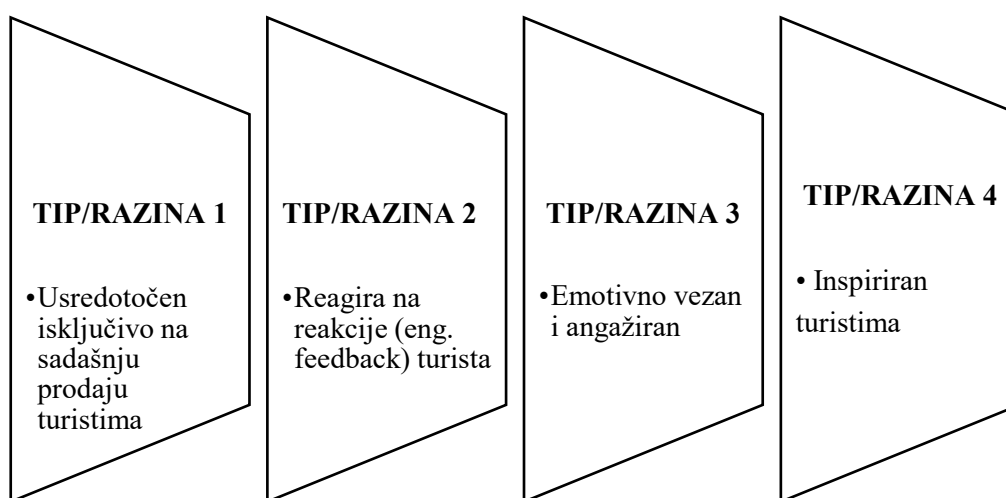 TIP/RAZINA 1
•Usredotočen
isključivo na
sadašnju
prodaju
turistima
TIP/RAZINA 2
•Reagira na
reakcije (eng.
feedback) turista
TIP/RAZINA 3
•Emotivno vezan
i angažiran
TIP/RAZINA 4
• Inspiriran
turistima